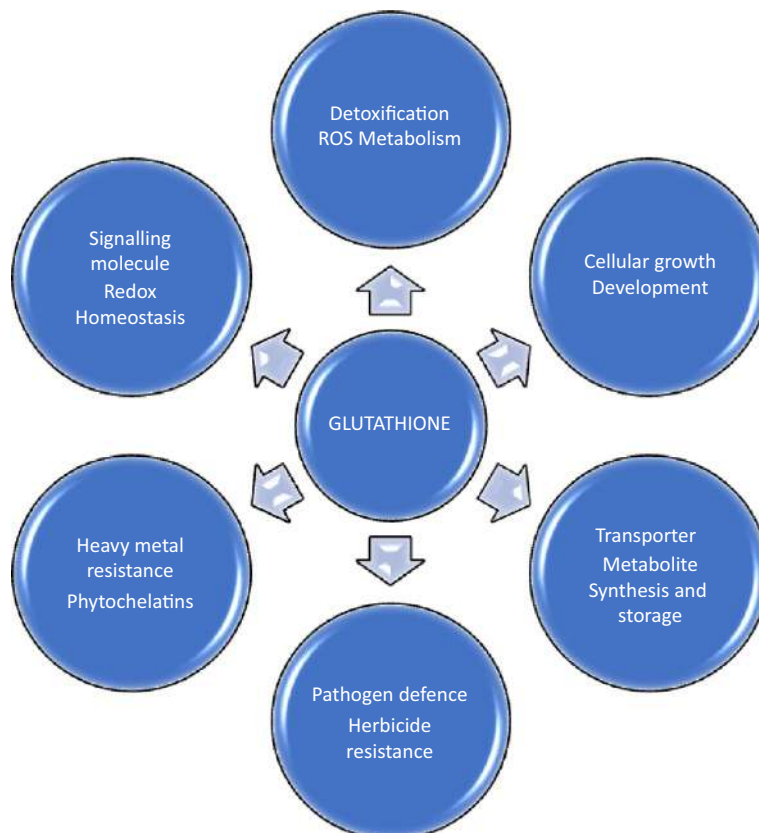 Detoxification
ROS Metabolism
Signalling
molecule
Redox
Homeostasis
Cellular growth
Development
GLUTATHIONE
Heavy metal
resistance
Phytochelatins
Transporter
Metabolite
Synthesis and
storage
Pathogen defence
Herbicide
resistance